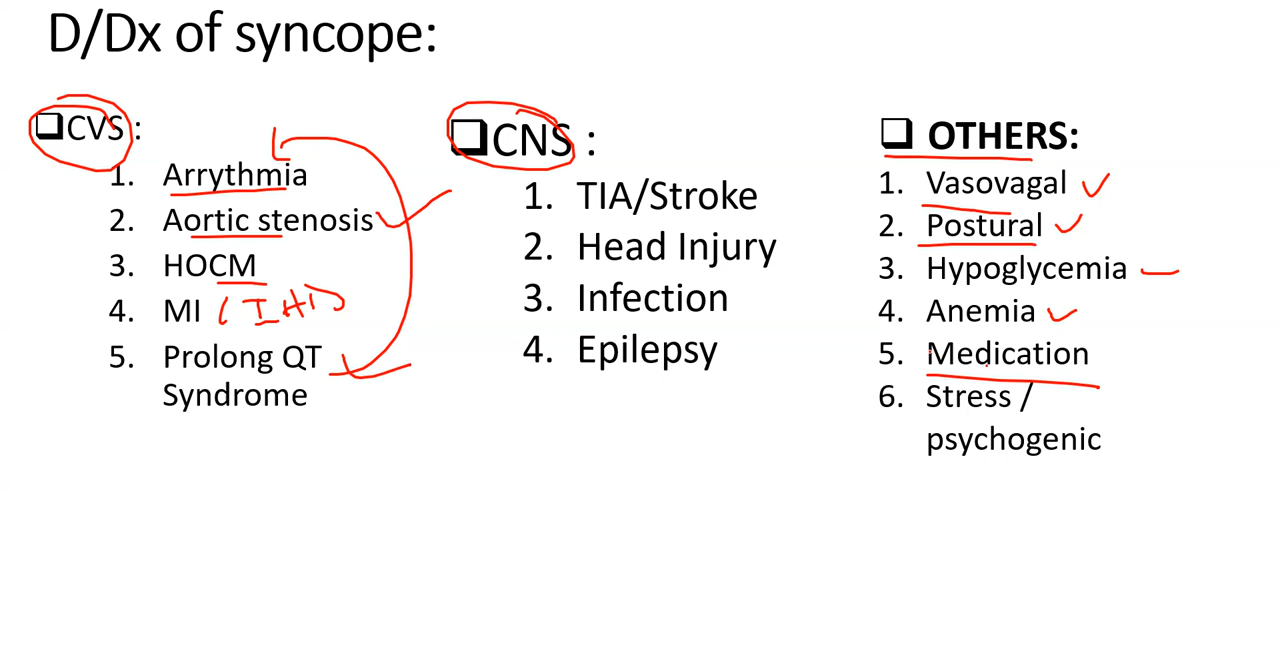 D/Dx of syncope:
❑CVS :
1. Arrythmia
2. Aortic stenosis
3. HOCM
4. MI (IHD)
5. Prolong QT
Syndrome
❑CNS :
1. TIA/Stroke
2. Head Injury
3. Infection
4. Epilepsy
❑ OTHERS:
1. Vasovagal
2. Postural
3. Hypoglycemia
4. Anemia
5. Medication
6. Stress /
psychogenic